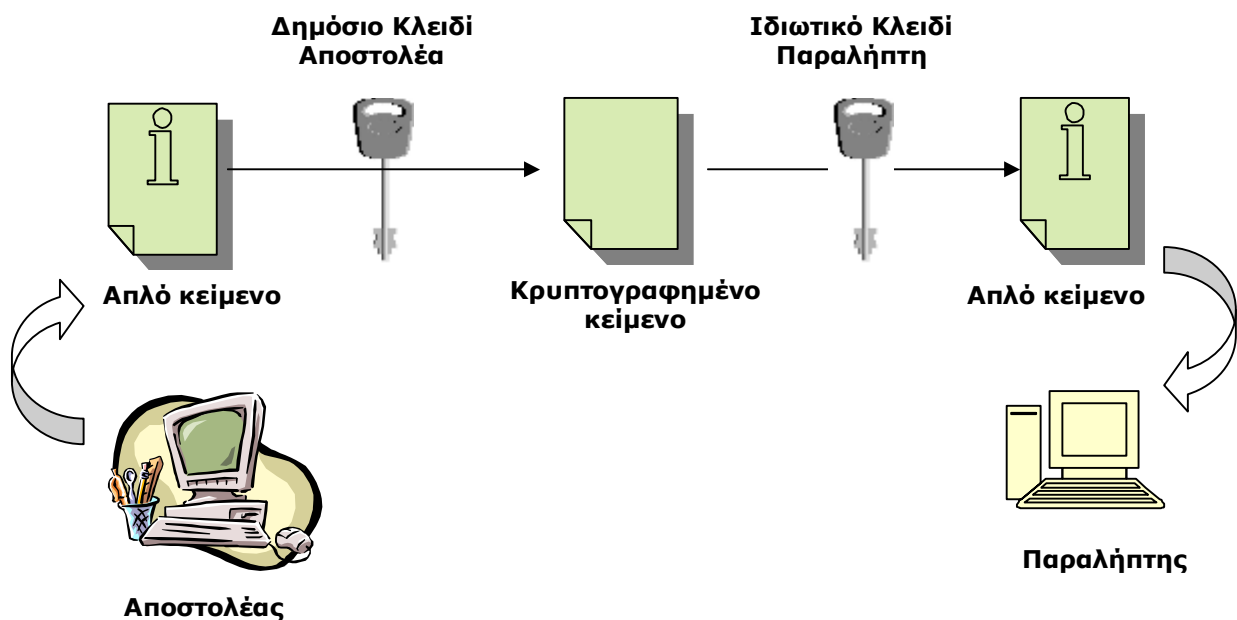 Δημόσιο Κλειδί
Αποστολέα
Ιδιωτικό Κλειδί
Παραλήπτη
Απλό κείμενο
Κρυπτογραφημένο
κείμενο
Απλό κείμενο
Παραλήπτης
Αποστολέας